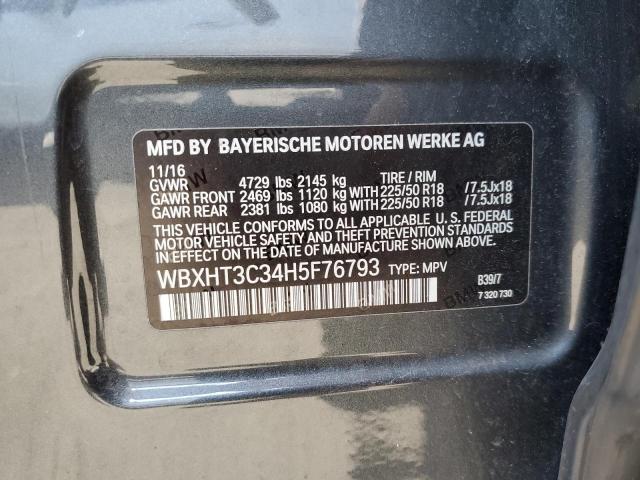 MFD BY BAYERISCHE MOTOREN WERKE AG
11/16
GVWR 4729 lbs 2145 kg TIRE / RIM
GAWR FRONT 2469 lbs 1120 kg WITH 225/50 R18 /7.5Jx18
GAWR REAR 2381 lbs 1080 kg WITH 225/50 R18 /7.5Jx18
THIS VEHICLE CONFORMS TO ALL APPLICABLE U. S. FEDERAL
MOTOR VEHICLE SAFETY AND THEFT PREVENTION STANDARDS
IN EFFECT ON THE DATE OF MANUFACTURE SHOWN ABOVE.
WBXHT3C34H5F76793 TYPE: MPV
B39/7
7 320 730